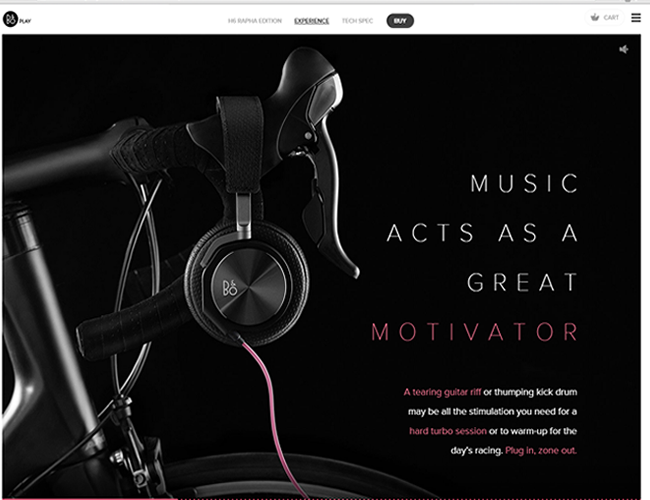 B&O PLAY
H6 RAPHA EDITION EXPERIENCE TECH SPEC BUY CART
MUSIC
ACTS AS A
GREAT
MOTIVATOR
B&O
A tearing guitar riff or thumping kick drum
may be all the stimulation you need for a
hard turbo session or to warm-up for the
day's racing. Plug in, zone out.